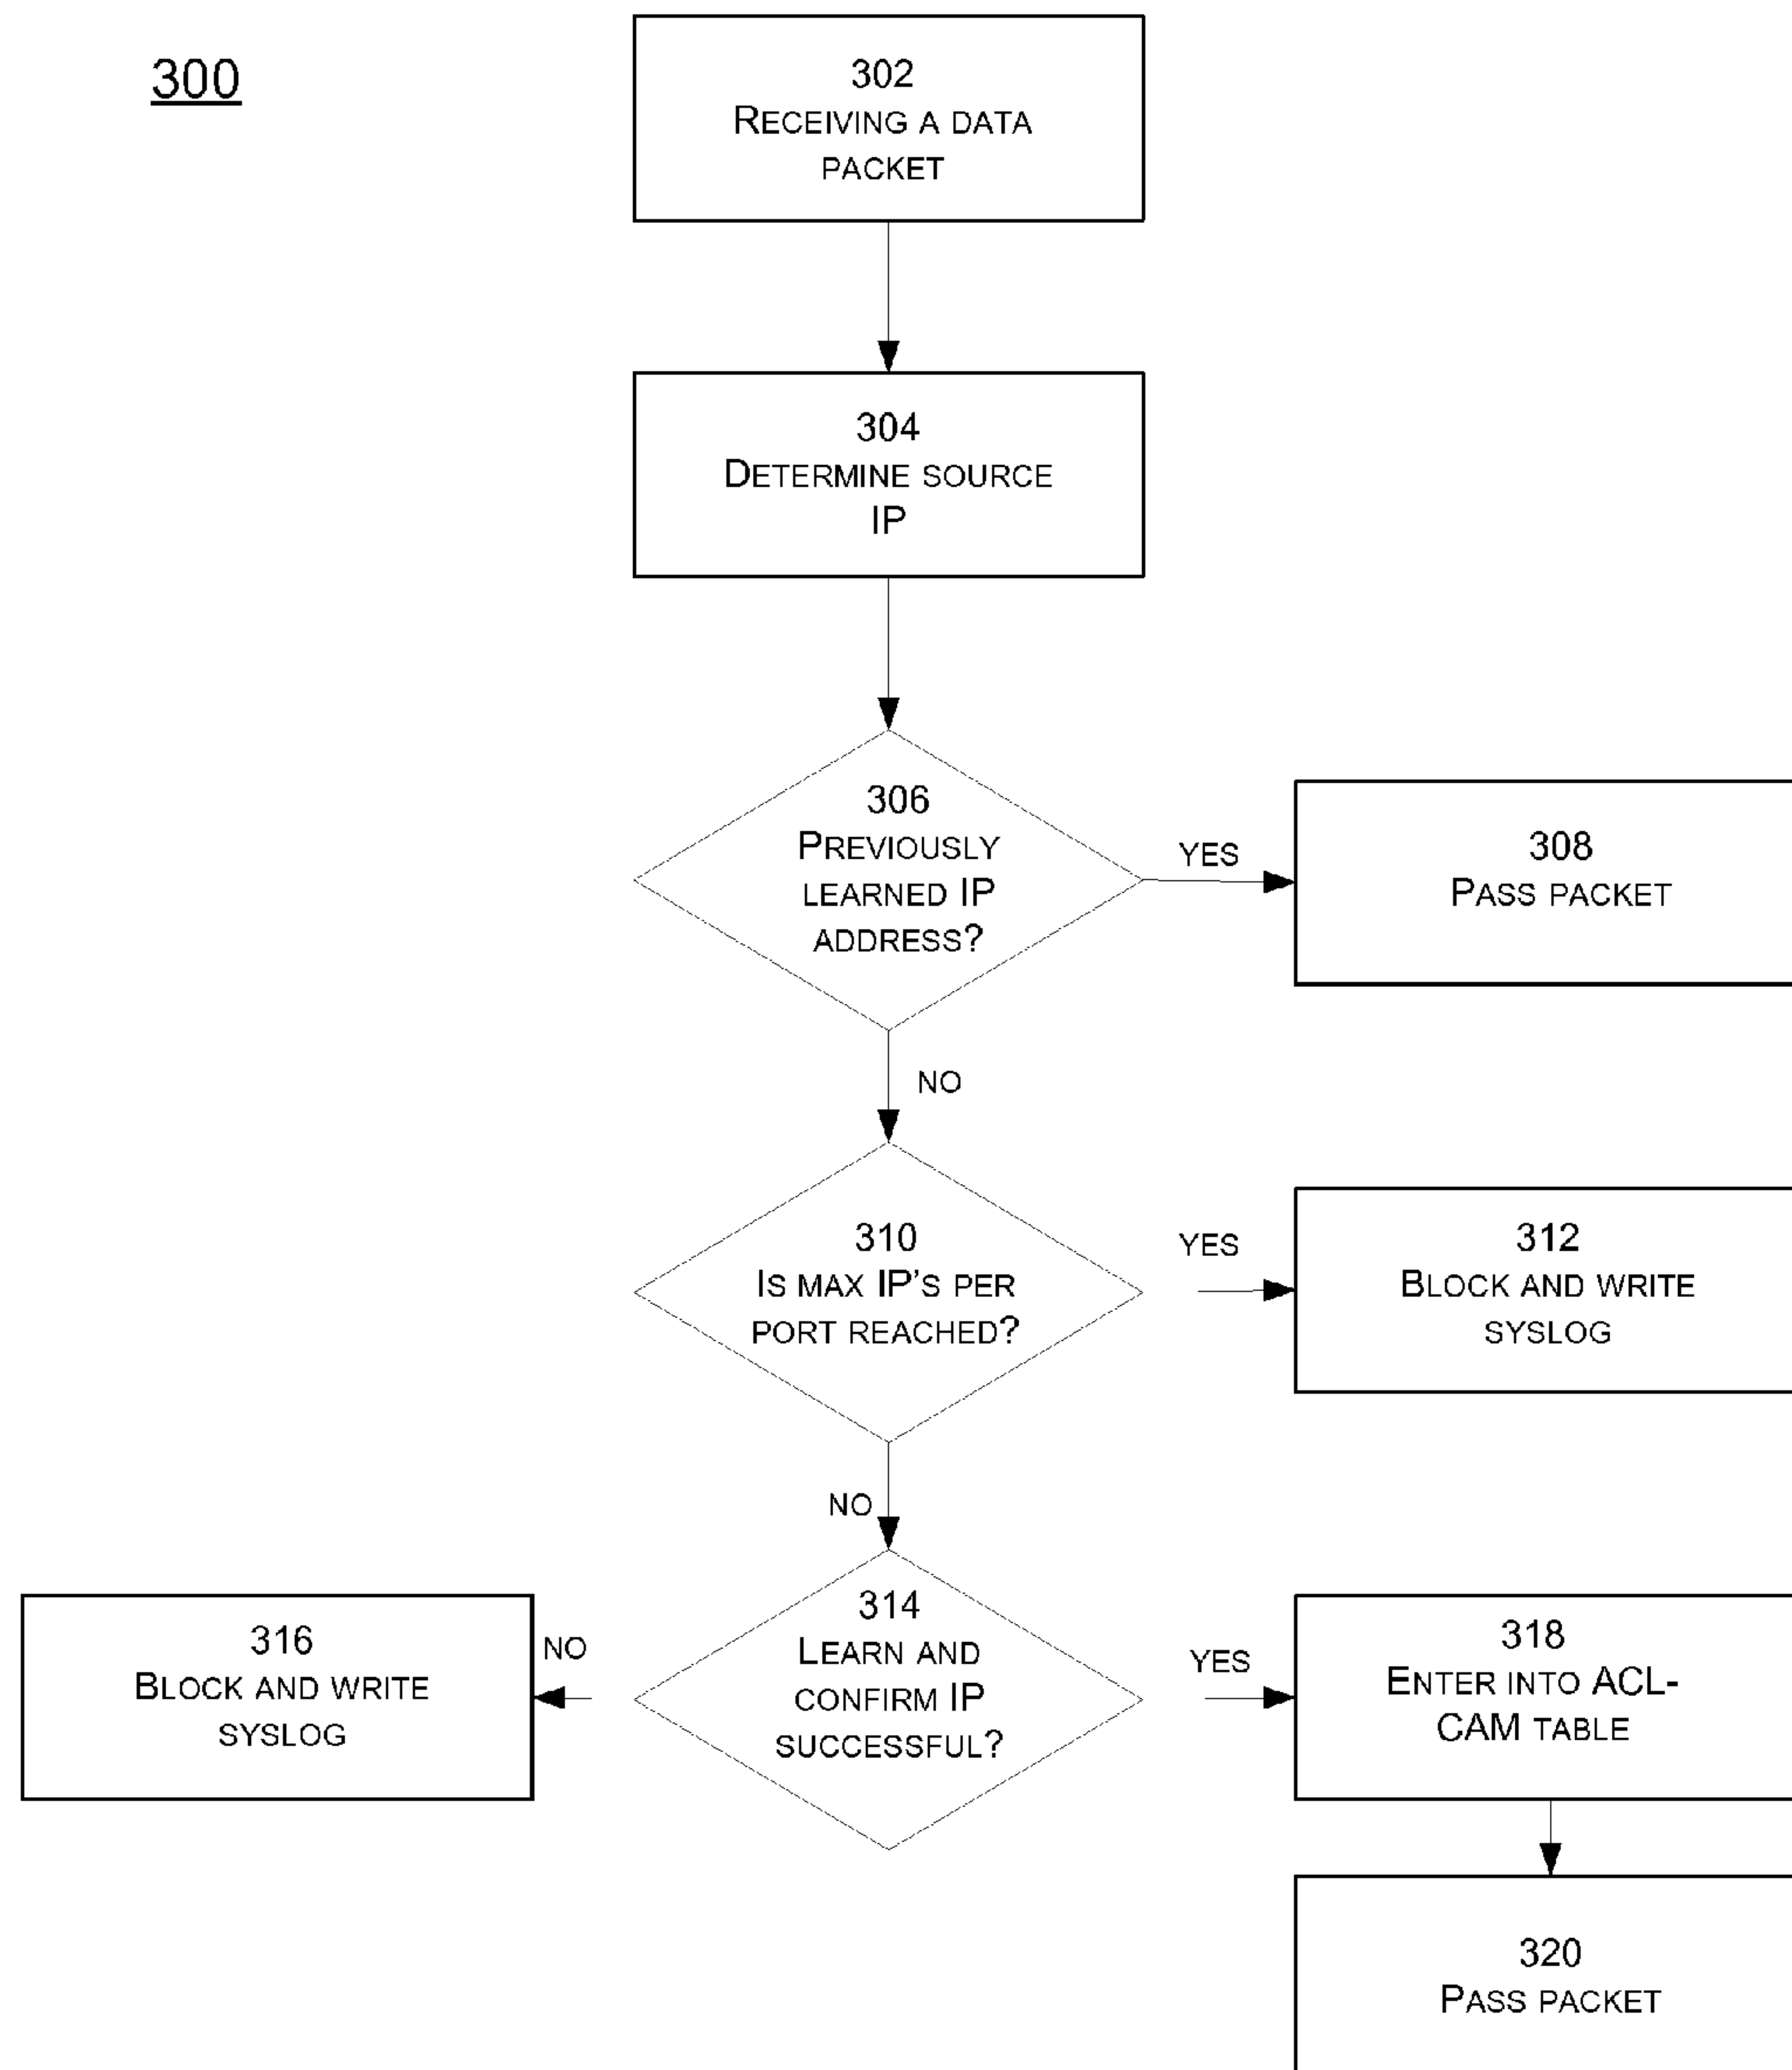 300
302
RECEIVING A DATA
PACKET
304
DETERMINE SOURCE
IP
306
PREVIOUSLY
LEARNED IP
ADDRESS?
YES
308
PASS PACKET
NO
310
IS MAX IP'S PER
PORT REACHED?
YES
312
BLOCK AND WRITE
SYSLOG
NO
314
LEARN AND
CONFIRM IP
SUCCESSFUL?
NO
316
BLOCK AND WRITE
SYSLOG
YES
318
ENTER INTO ACL-
CAM TABLE
320
PASS PACKET